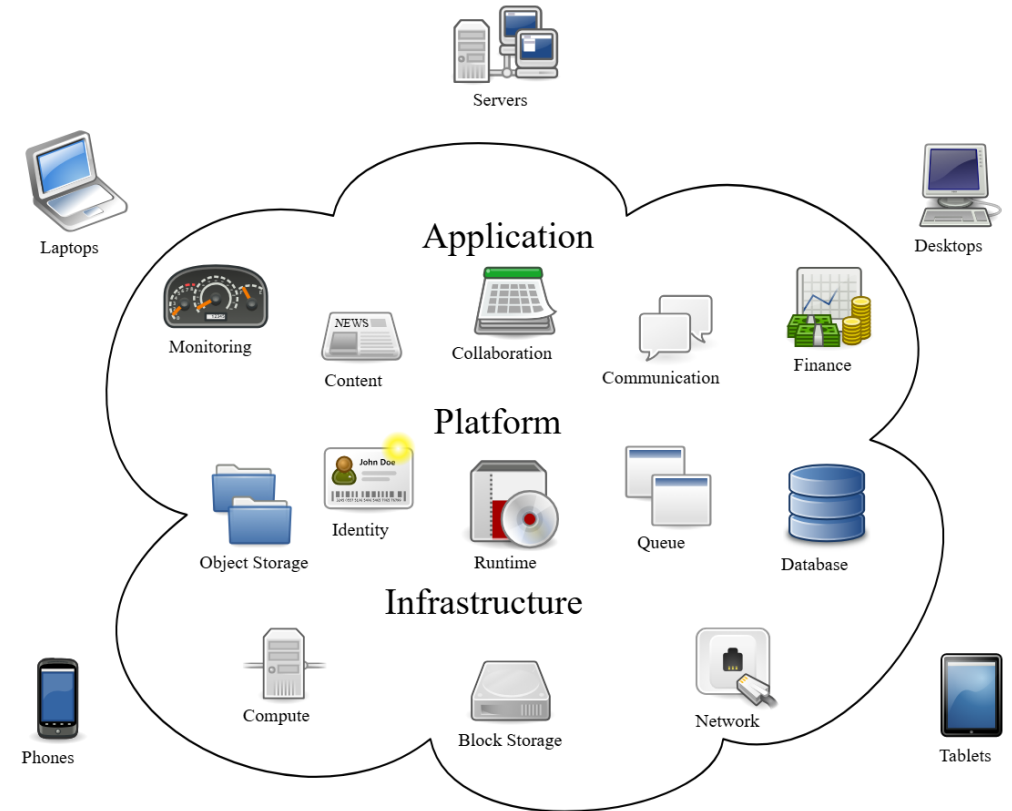 Servers
Laptops
Desktops
Application
Monitoring
NEWS
Content
Collaboration
Communication
Finance
Platform
John Doe
Object Storage
Identity
Runtime
Queue
Database
Infrastructure
Compute
Block Storage
Network
Phones
Tablets